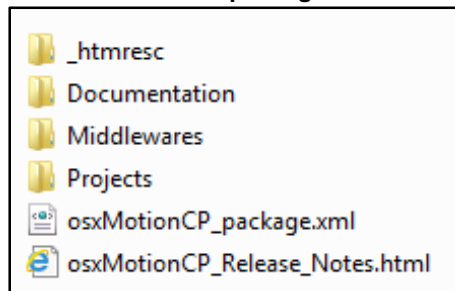 _htmresc
Documentation
Middlewares
Projects
osxMotionCP_package.xml
osxMotionCP_Release_Notes.html